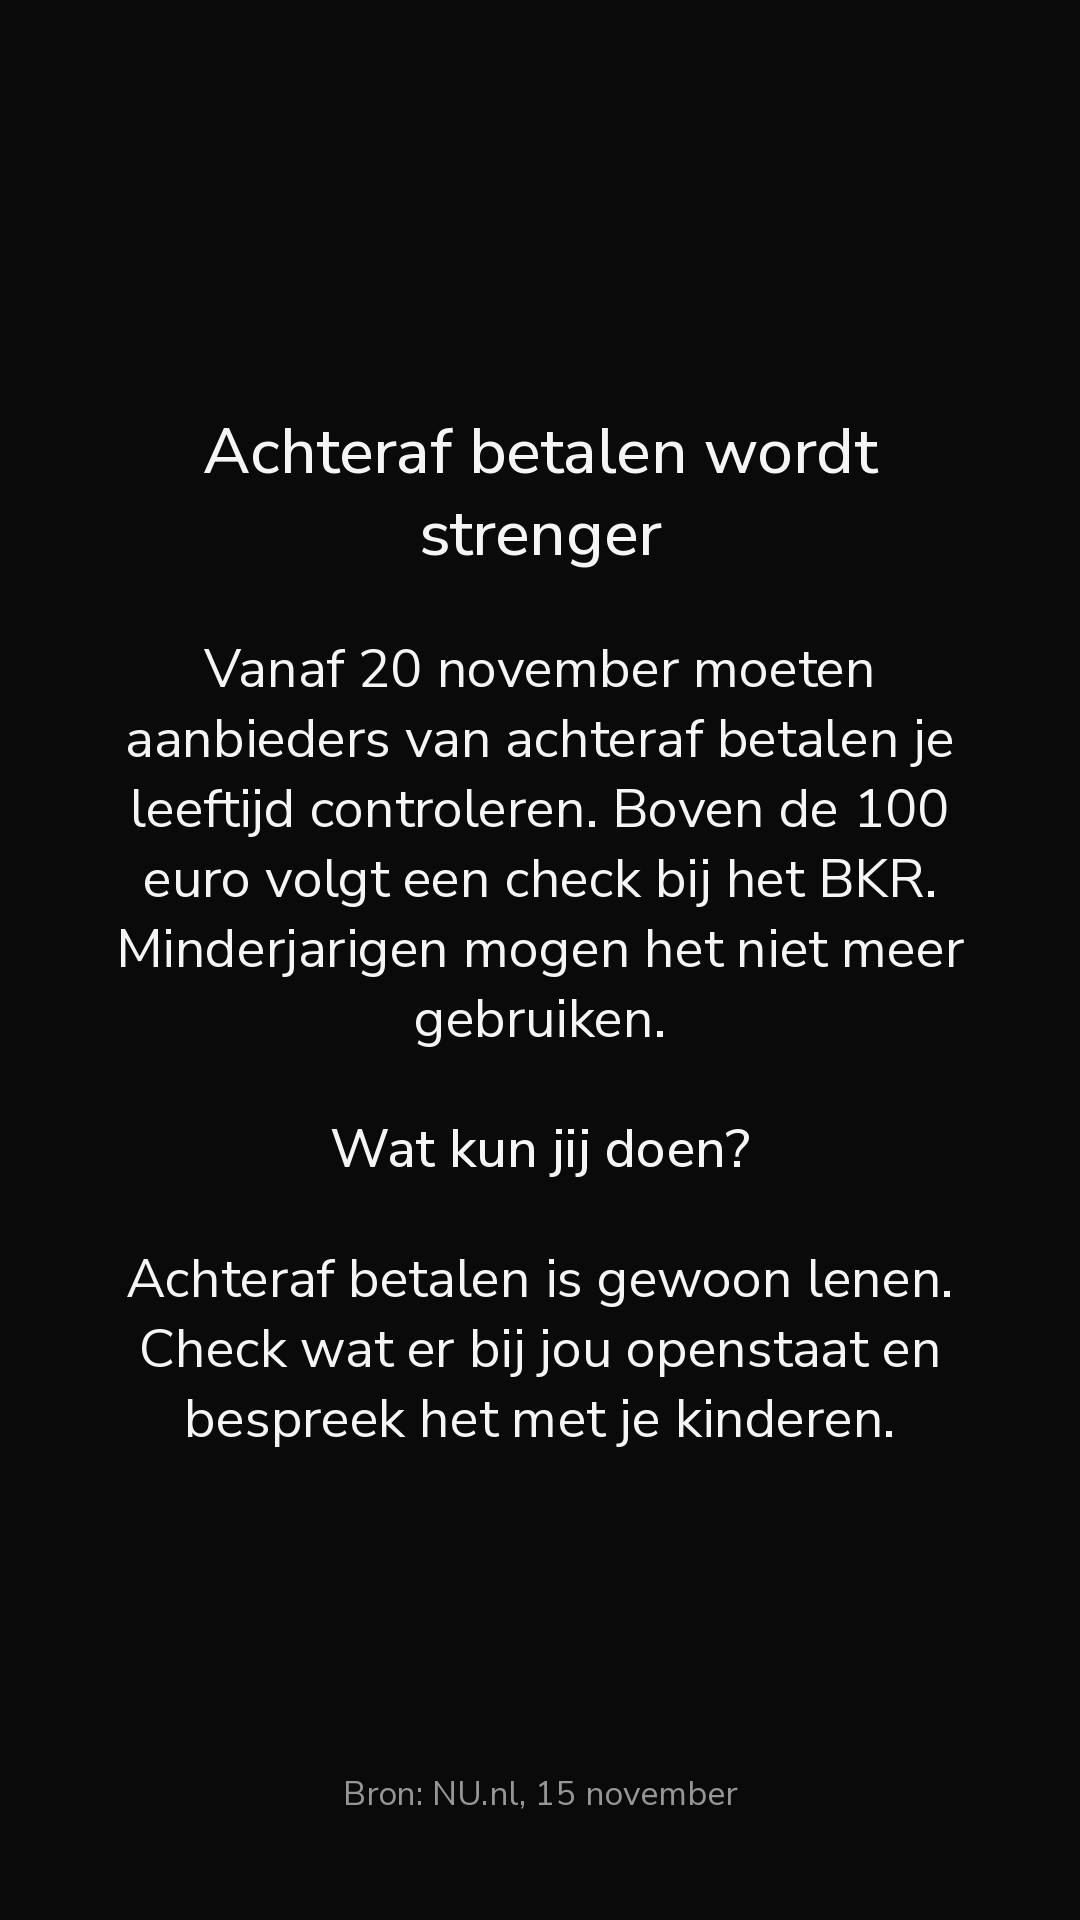 Achteraf betalen wordt
strenger
Vanaf 20 november moeten
aanbieders van achteraf betalen je
leeftijd controleren. Boven de 100
euro volgt een check bij het BKR.
Minderjarigen mogen het niet meer
gebruiken.
Wat kun jij doen?
Achteraf betalen is gewoon lenen.
Check wat er bij jou openstaat en
bespreek het met je kinderen.
Bron: NU.nl, 15 november